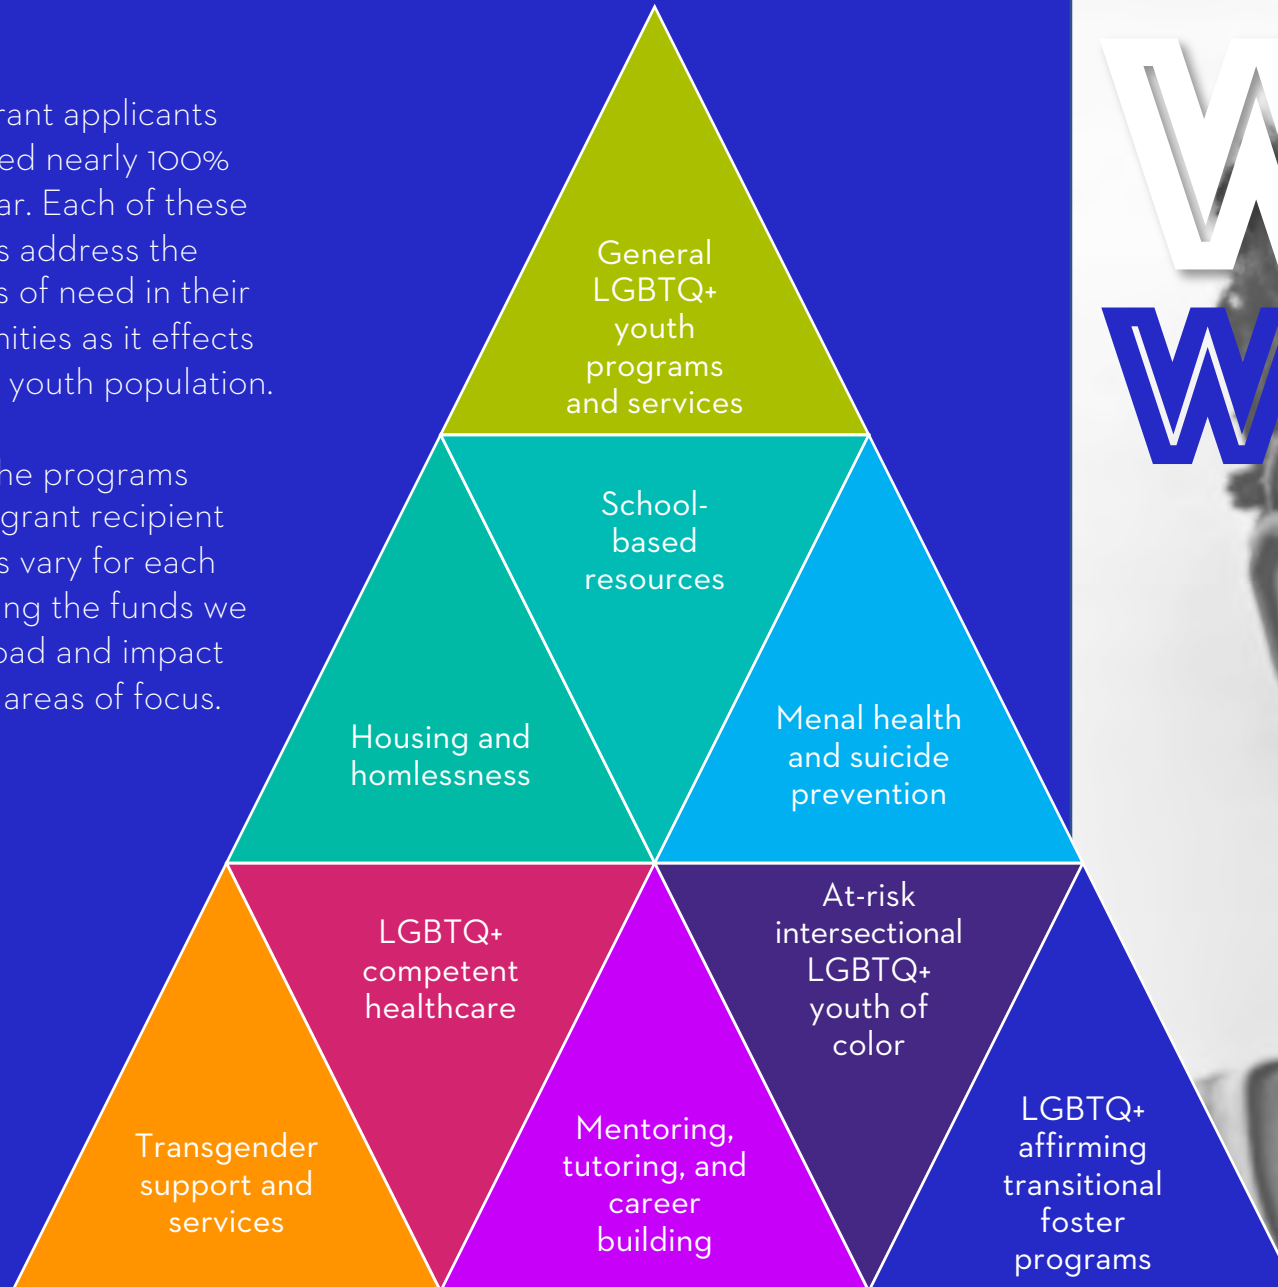 rant applicants
ed nearly 100%
ar. Each of these
s address the
s of need in their
nities as it effects
youth population.
he programs
grant recipient
s vary for each
ng the funds we
oad and impact
areas of focus.
General
LGBTQ+
youth
programs
and services
School-
based
resources
Housing and
homlessness
Menal health
and suicide
prevention
LGBTQ+
competent
healthcare
At-risk
intersectional
LGBTQ+
youth of
color
Transgender
support and
services
Mentoring,
tutoring, and
career
building
LGBTQ+
affirming
transitional
foster
programs
W
W